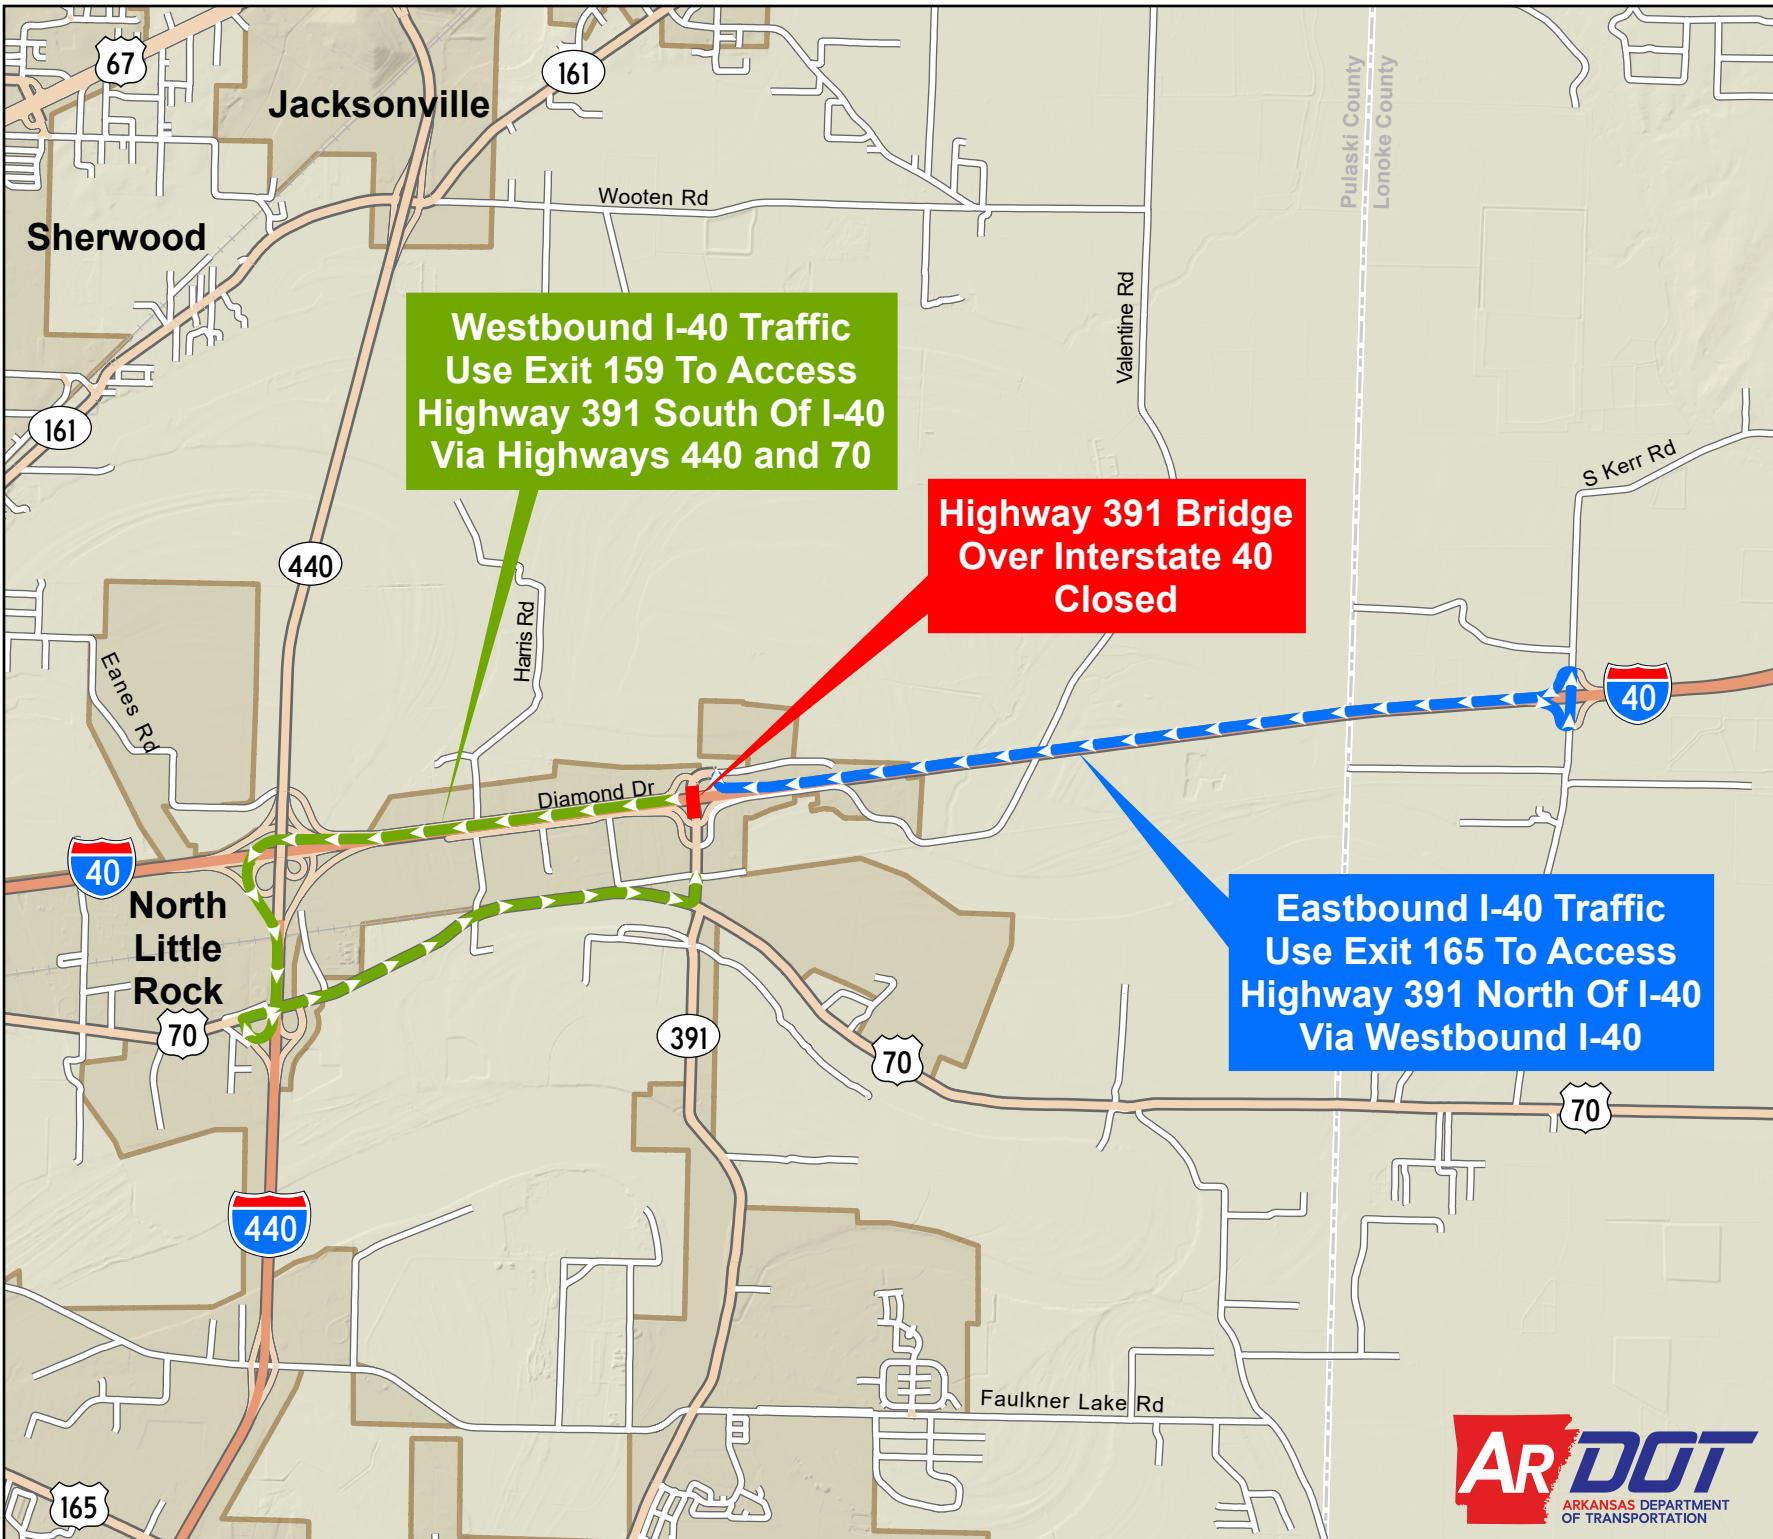 67
161
Jacksonville
Pulaski County
Lonoke County
Wooten Rd
Sherwood
Valentine Rd
Westbound I-40 Traffic
Use Exit 159 To Access
Highway 391 South Of I-40
Via Highways 440 and 70
161
S Kerr Rd
Highway 391 Bridge
Over Interstate 40
Closed
440
Harris Rd
Eanes Rd
40
Diamond Dr
40
North
Little
Rock
Eastbound I-40 Traffic
Use Exit 165 To Access
Highway 391 North Of I-40
Via Westbound I-40
70
391
70
70
440
Faulkner Lake Rd
165
ARDOT
ARKANSAS DEPARTMENT
OF TRANSPORTATION